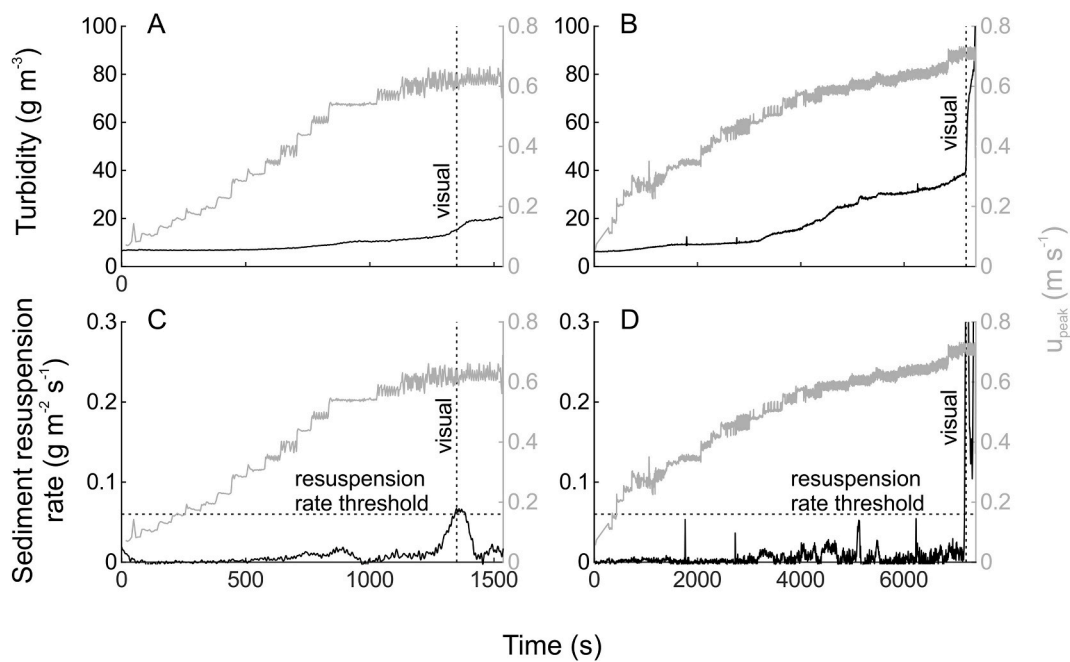 A
B
Turbidity (g m⁻³)
100
80
60
40
20
0
0
visual
0.8
0.6
0.4
0.2
0
100
80
60
40
20
0
visual
0.8
0.6
0.4
0.2
0
u_peak (m s⁻¹)
C
D
Sediment resuspension
rate (g m⁻² s⁻¹)
0.3
0.2
0.1
0
visual
resuspension
rate threshold
0.8
0.6
0.4
0.2
0
0
500
1000
1500
0.3
0.2
0.1
0
visual
resuspension
rate threshold
0.8
0.6
0.4
0.2
0
0
2000
4000
6000
Time (s)